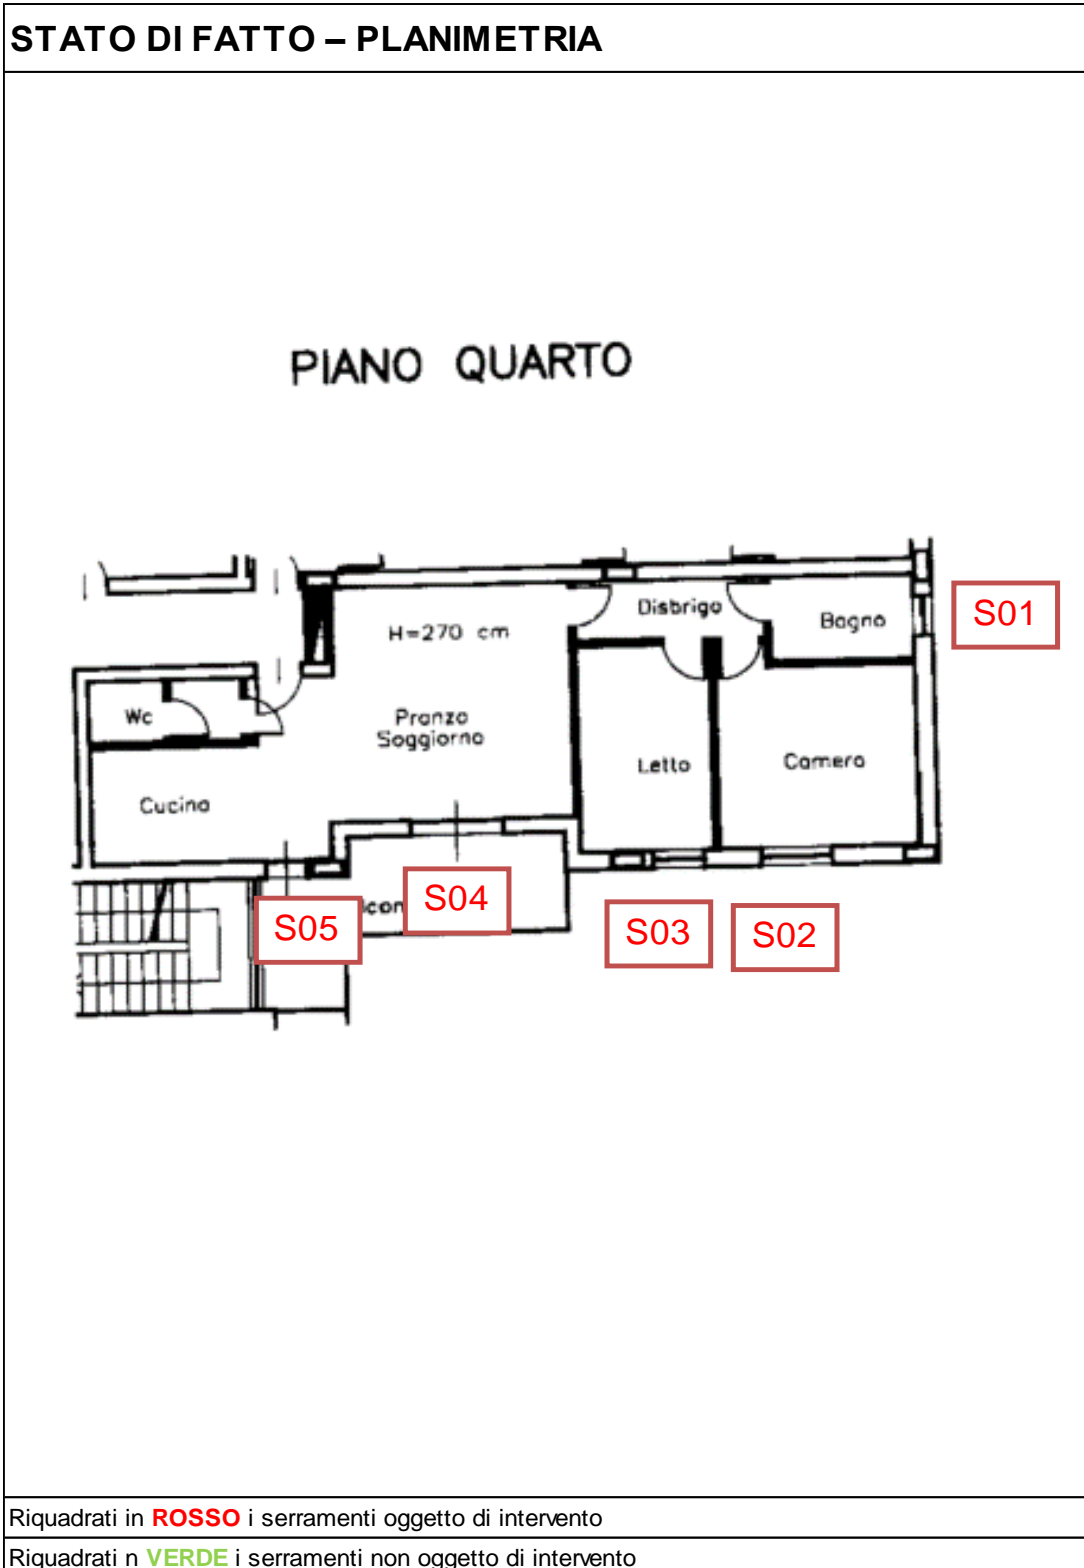 STATO DI FATTO – PLANIMETRIA
PIANO QUARTO
Disbrigo
S01
H=270 cm
Bagno
Wc
Pranzo
Soggiorno
Letto
Camera
Cucina
S04
S05
S03
S02
Riquadrati in ROSSO i serramenti oggetto di intervento
Riquadrati n VERDE i serramenti non oggetto di intervento